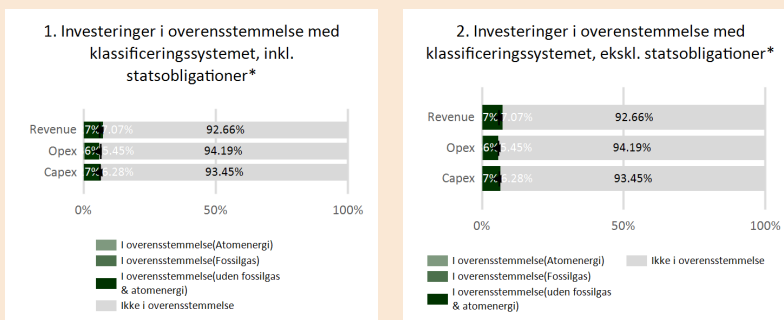 1. Investeringer i overensstemmelse med
klassificeringssystemet, inkl.
statsobligationer*
Revenue 7% 7.07% 92.66%
Opex 6% 5.45% 94.19%
Capex 7% 6.28% 93.45%
0% 50% 100%
I overensstemmelse(Atomenergi)
I overensstemmelse(Fossilgas)
I overensstemmelse(uden fossilgas
& atomenergi)
Ikke i overensstemmelse
2. Investeringer i overenstemmelse med
klassificeringssystemet, ekskl. statsobligationer*
Revenue 7% 7.07% 92.66%
Opex 6% 5.45% 94.19%
Capex 7% 6.28% 93.45%
0% 50% 100%
I overensstemmelse(Atomenergi) Ikke i overensstemmelse
I overensstemmelse(Fossilgas)
I overensstemmelse(uden fossilgas
& atomenergi)